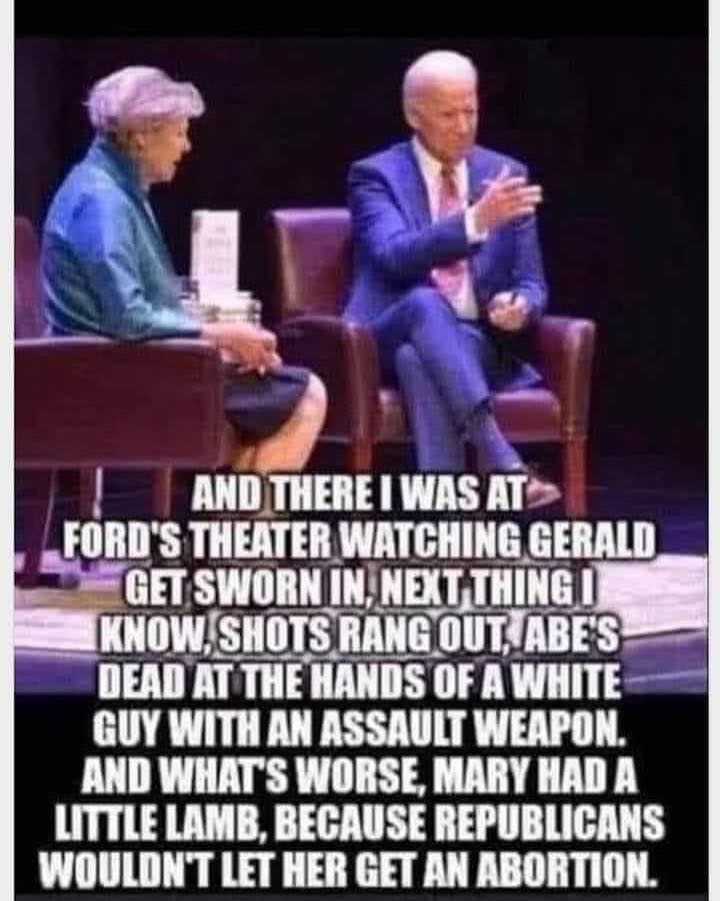 AND THERE I WAS AT
FORD'S THEATER WATCHING GERALD
GET SWORN IN, NEXT THING I
KNOW, SHOTS RANG OUT, ABE'S
DEAD AT THE HANDS OF A WHITE
GUY WITH AN ASSAULT WEAPON.
AND WHAT'S WORSE, MARY HAD A
LITTLE LAMB, BECAUSE REPUBLICANS
WOULDN'T LET HER GET AN ABORTION.